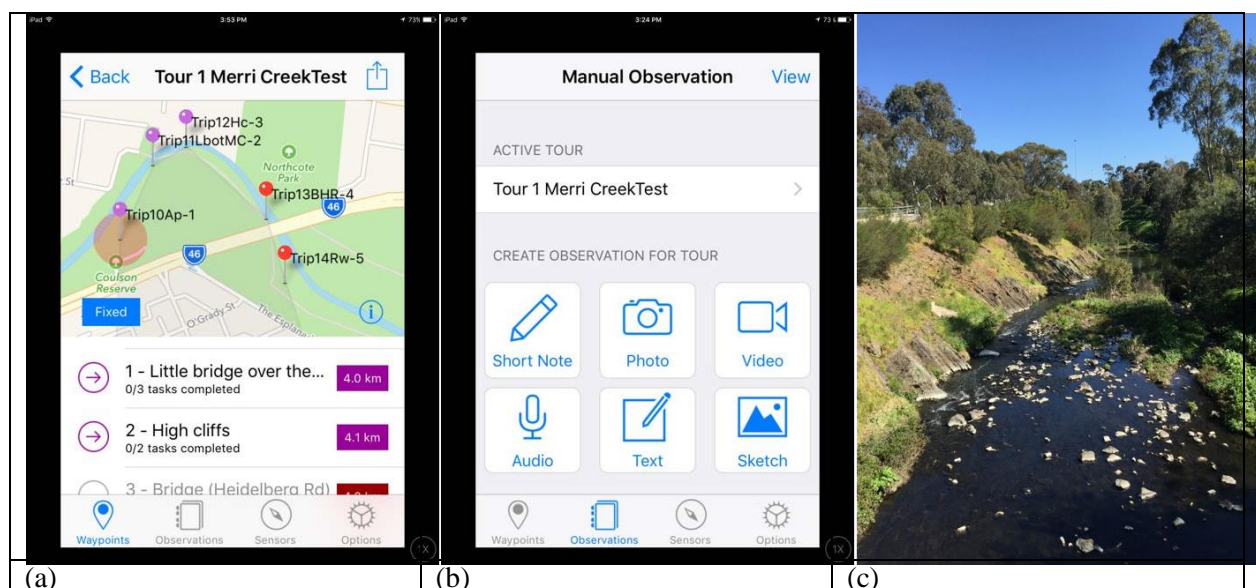 iPad 3:53 PM 73%
Back Tour 1 Merri CreekTest
Trip12Hc-3
Trip11LbotMC-2
Northcote
Park
St
Trip13BHR-4
46
Trip10Ap-1
46
Trip14Rw-5
Coulson
Reserve
Fixed
O'Grady St
The Esplanade
i
1 - Little bridge over the...
0/3 tasks completed
4.0 km
2 - High cliffs
0/2 tasks completed
4.1 km
3 - Bridge (Heidelberg Rd)
Waypoints Observations Sensors Options
1X
(a)
iPad 3:24 PM 73
Manual Observation View
ACTIVE TOUR
Tour 1 Merri CreekTest
CREATE OBSERVATION FOR TOUR
Short Note Photo Video
Audio Text Sketch
Waypoints Observations Sensors Options
1X
(b)
(c)